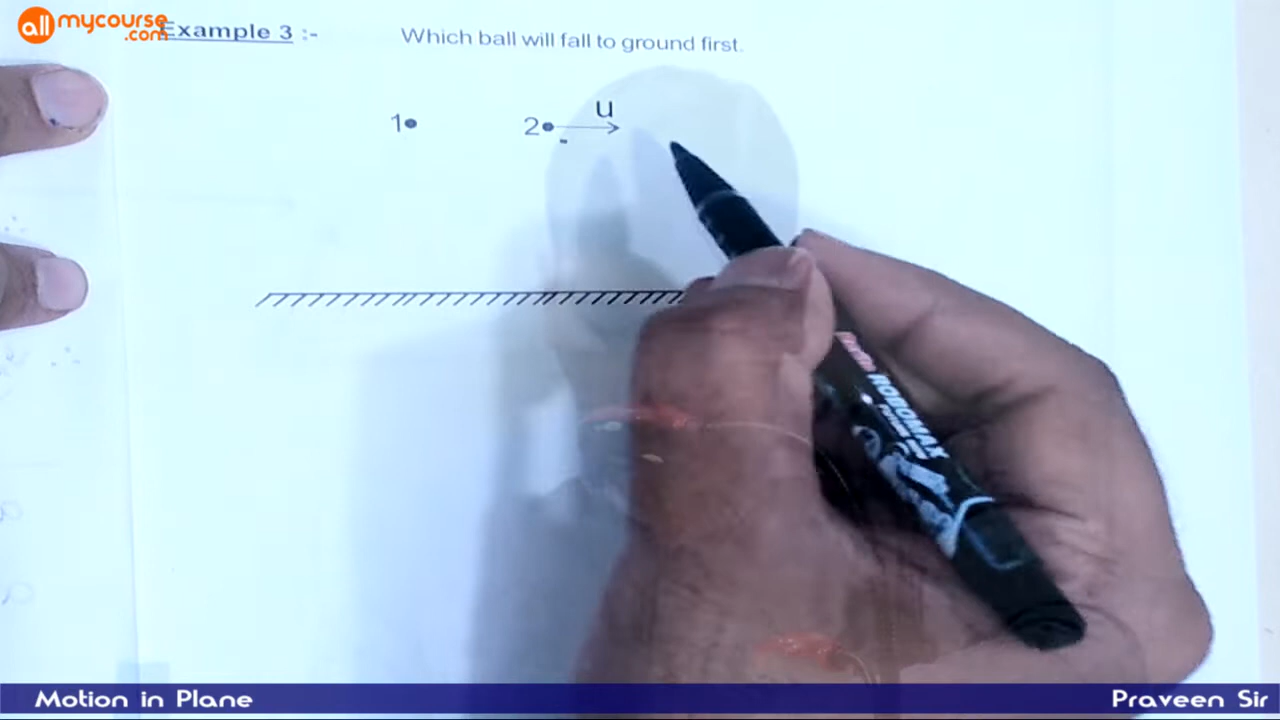 allmycourse.com
Example 3 :-
Which ball will fall to ground first.
u
1
2
ROBOMAX
Motion in Plane
Praveen Sir